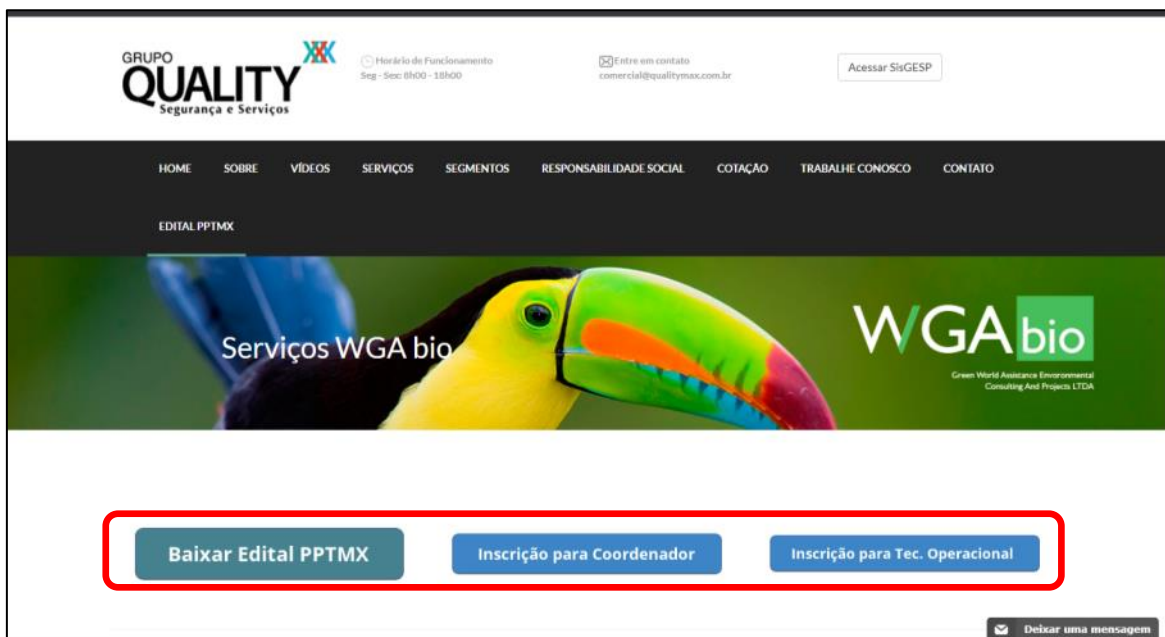 GRUPO
QUALITY
Segurança e Serviços
Horário de Funcionamento
Seg - Sex: 8h00 - 18h00
Entre em contato
comercial@qualitymax.com.br
Acessar SisGESP
HOME SOBRE VÍDEOS SERVIÇOS SEGMENTOS RESPONSABILIDADE SOCIAL COTAÇÃO TRABALHE CONOSCO CONTATO
EDITAL PPTMX
Serviços WGA bio
WGA bio
Green World Assistance Environmental
Consulting And Projects LTDA
Baixar Edital PPTMX Inscrição para Coordenador Inscrição para Tec. Operacional
Deixar uma mensagem